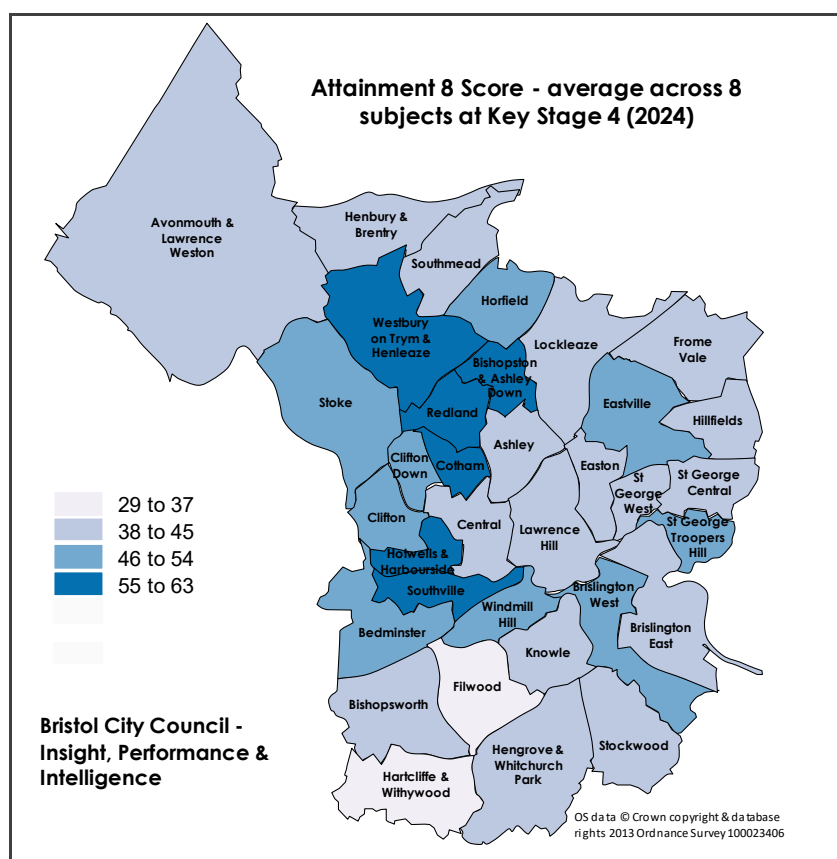 Attainment 8 Score - average across 8
subjects at Key Stage 4 (2024)
Avonmouth &
Lawrence
Weston
Henbury &
Brentry
Southmead
Horfield
Westbury
on Trym &
Henleaze
Lockleaze
Frome
Vale
Bishopston
& Ashley
Down
Stoke
Redland
Eastville
Hillfields
Ashley
Clifton
Down
Cotham
Easton
St
George
West
St George
Central
Clifton
Central
Lawrence
Hill
St George
Troopers
Hill
29 to 37
38 to 45
46 to 54
55 to 63
Hotwells &
Harbourside
Southville
Windmill
Hill
Brislington
West
Bedminster
Brislington
East
Knowle
Filwood
Bishopsworth
Hengrove &
Whitchurch
Park
Stockwood
Hartcliffe &
Withywood
Bristol City Council -
Insight, Performance &
Intelligence
OS data © Crown copyright & database
rights 2013 Ordnance Survey 100023406